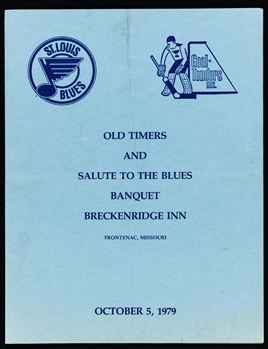 ST. LOUIS
BLUES
Goal-
Tenders
INC.
OLD TIMERS
AND
SALUTE TO THE BLUES
BANQUET
BRECKENRIDGE INN
FRONTENAC, MISSOURI
OCTOBER 5, 1979